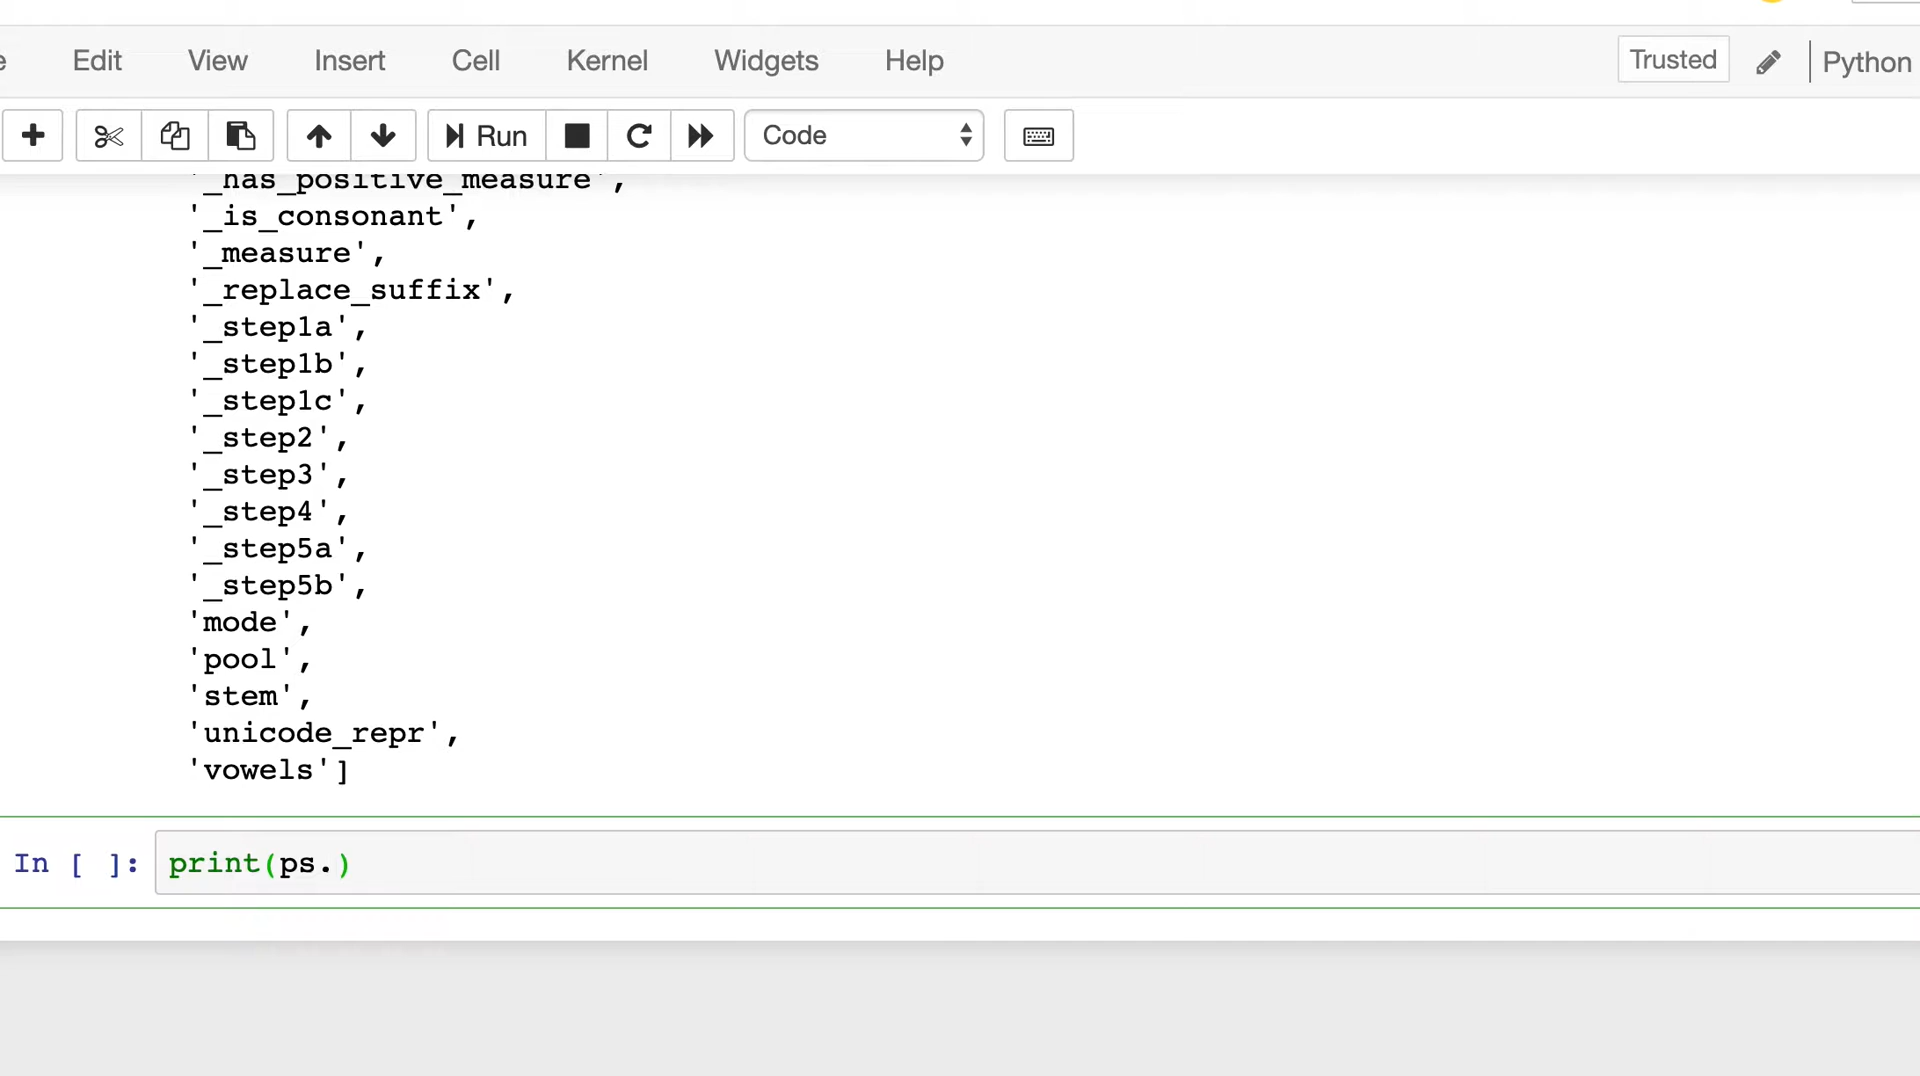 Edit View Insert Cell Kernel Widgets Help Trusted Python
Run Code
'_has_positive_measure',
'_is_consonant',
'_measure',
'_replace_suffix',
'_step1a',
'_step1b',
'_step1c',
'_step2',
'_step3',
'_step4',
'_step5a',
'_step5b',
'mode',
'pool',
'stem',
'unicode_repr',
'vowels']
In [ ]: print(ps.)